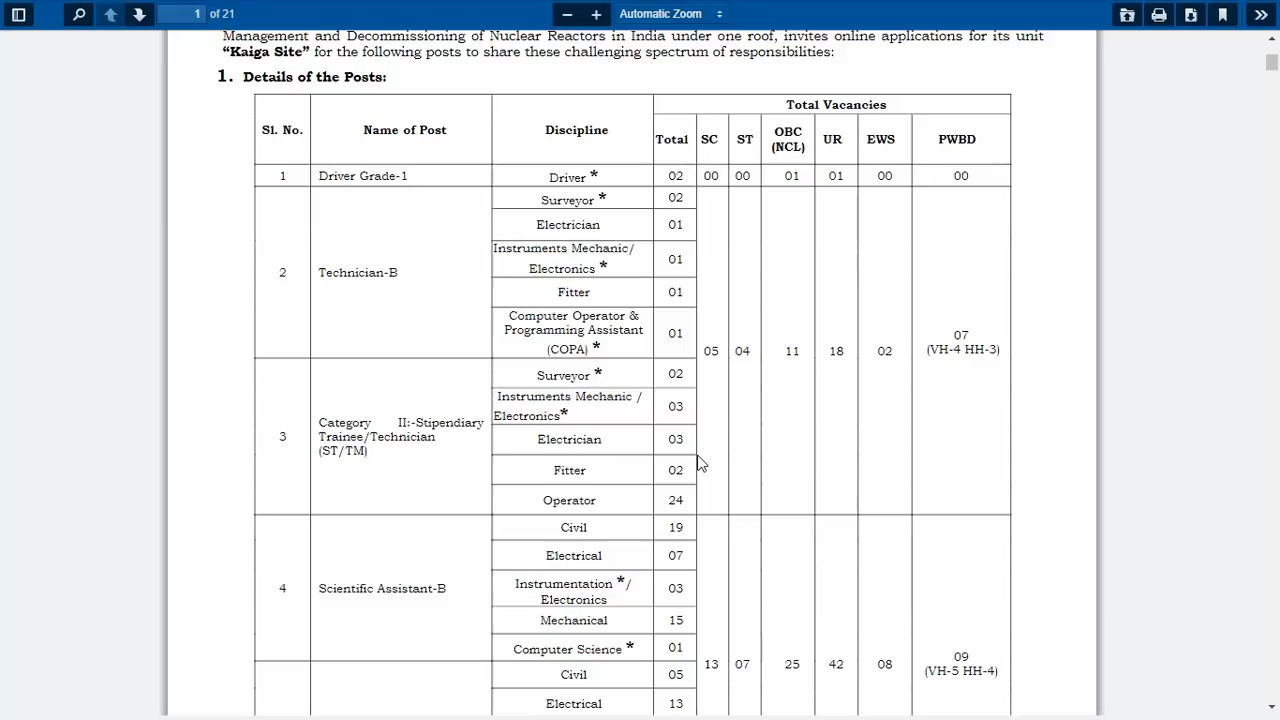 1 of 21 Automatic Zoom
Management and Decommissioning of Nuclear Reactors in India under one roof, invites online applications for its unit
“Kaiga Site” for the following posts to share these challenging spectrum of responsibilities:
1. Details of the Posts:
Sl. No. Name of Post Discipline Total Vacancies
Total SC ST OBC (NCL) UR EWS PWBD
1 Driver Grade-1 Driver * 02 00 00 01 01 00 00
2 Technician-B Surveyor * 02
Electrician 01
Instruments Mechanic/
Electronics * 01
Fitter 01
Computer Operator &
Programming Assistant
(COPA) * 01
05 04 11 18 02 07
(VH-4 HH-3)
3 Category II:-Stipendiary
Trainee/Technician
(ST/TM)
Surveyor * 02
Instruments Mechanic /
Electronics* 03
Electrician 03
Fitter 02
Operator 24
4 Scientific Assistant-B Civil 19
Electrical 07
Instrumentation */
Electronics 03
Mechanical 15
Computer Science * 01
13 07 25 42 08 09
(VH-5 HH-4)
Civil 05
Electrical 13